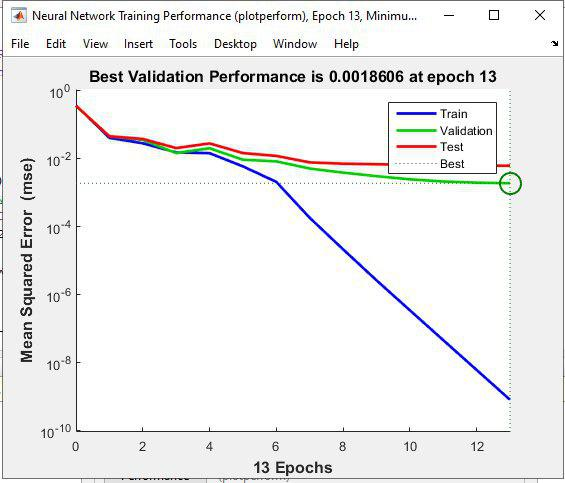 Neural Network Training Performance (plotperform), Epoch 13, Minimu...
File Edit View Insert Tools Desktop Window Help
Best Validation Performance is 0.0018606 at epoch 13
10^0
10^-2
10^-4
10^-6
10^-8
10^-10
Mean Squared Error (mse)
Train
Validation
Test
Best
0 2 4 6 8 10 12
13 Epochs
Performance (plotperform)